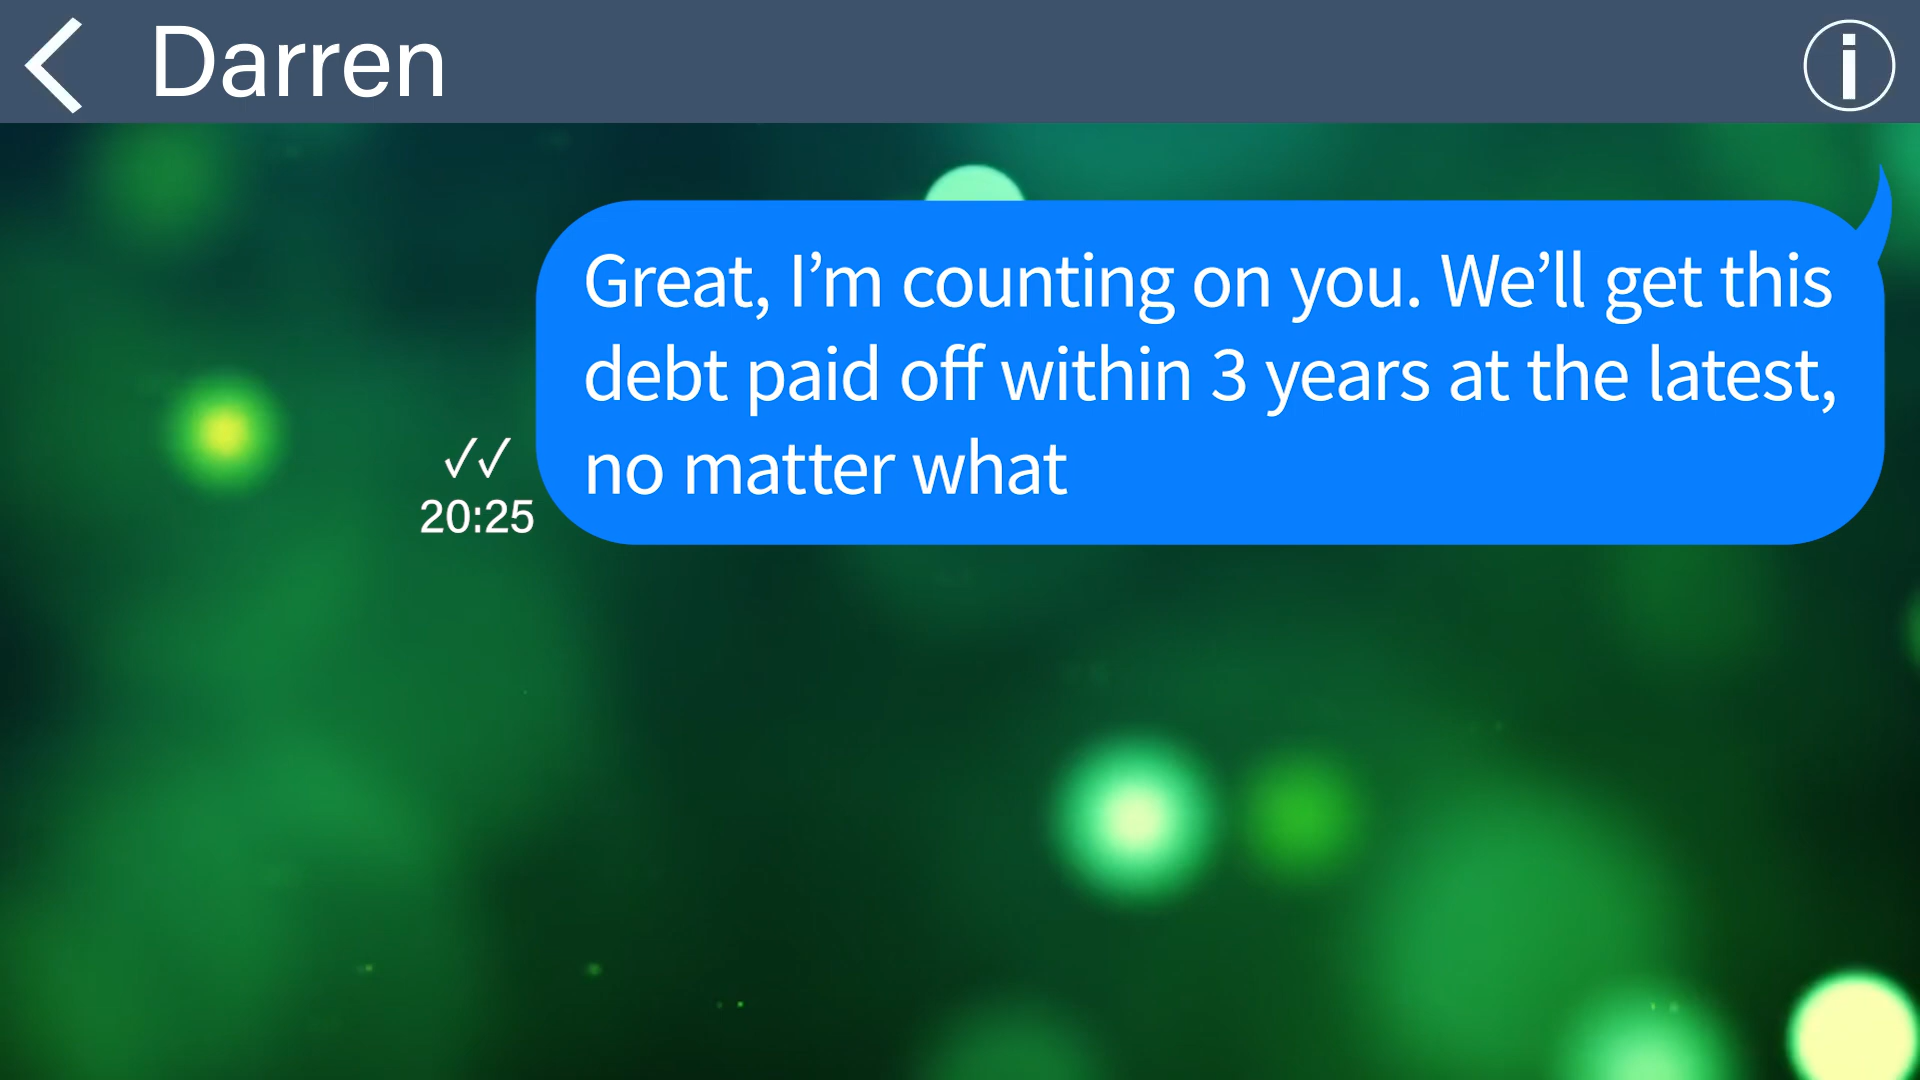 Darren
Great, I’m counting on you. We’ll get this
debt paid off within 3 years at the latest,
no matter what
20:25